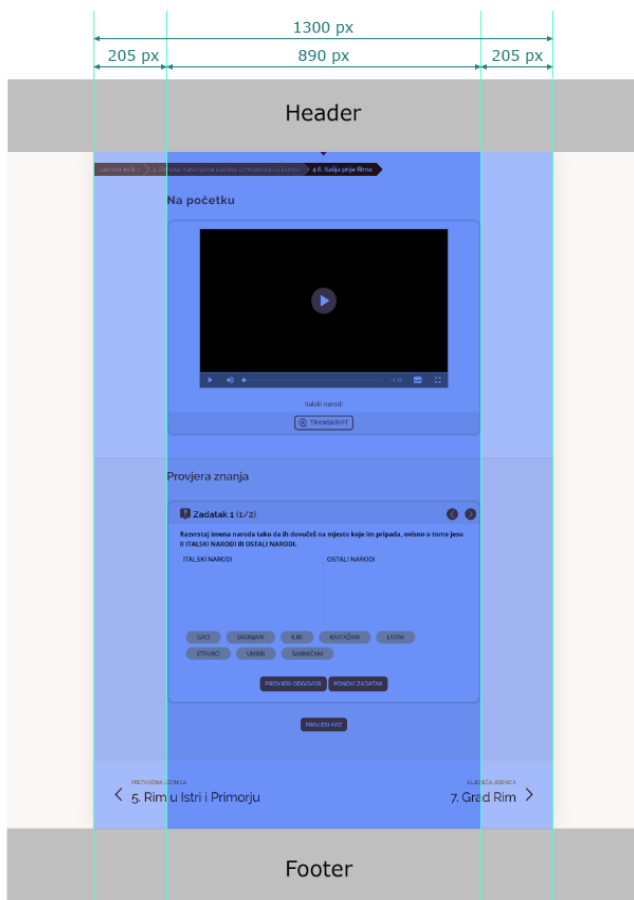 1300 px
205 px
890 px
205 px
Header
4.6. Italija prije Rima
Na početku
Italski narodi
TRANSKRIPT
Provjera znanja
Zadatak 1 (1/2)
Razvrstaj imena naroda tako da ih dovučeš na mjesto koje im pripada, ovisno o tome jesu
li ITALSKI NARODI ili OSTALI NARODI.
ITALSKI NARODI
OSTALI NARODI
GRCI
SABINJANI
ILIRI
KARTAŽANI
LATINI
ETRURCI
UMBRI
SAMNIĆANI
PROVJERI ODGOVOR
PONOVI ZADATAK
PROVJERI KVIZ
PRETHODNA JEDINICA
5. Rim u Istri i Primorju
SLJEDEĆA JEDINICA
7. Grad Rim
Footer